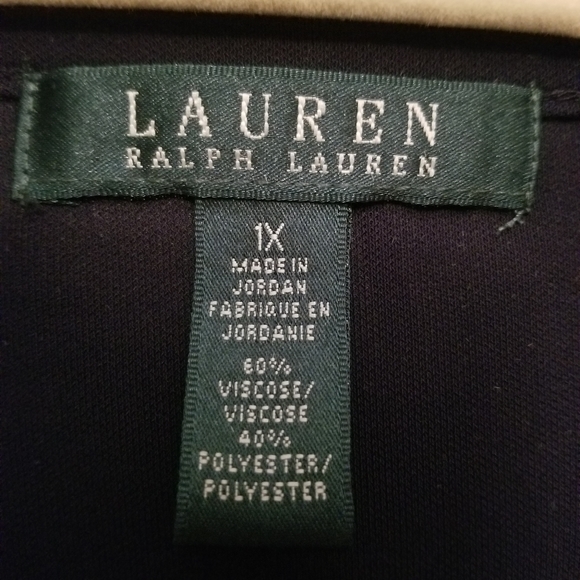 LAUREN
RALPH LAUREN
1X
MADE IN
JORDAN
FABRIQUE EN
JORDANIE
60%
VISCOSE/
VISCOSE
40%
POLYESTER/
POLYESTER